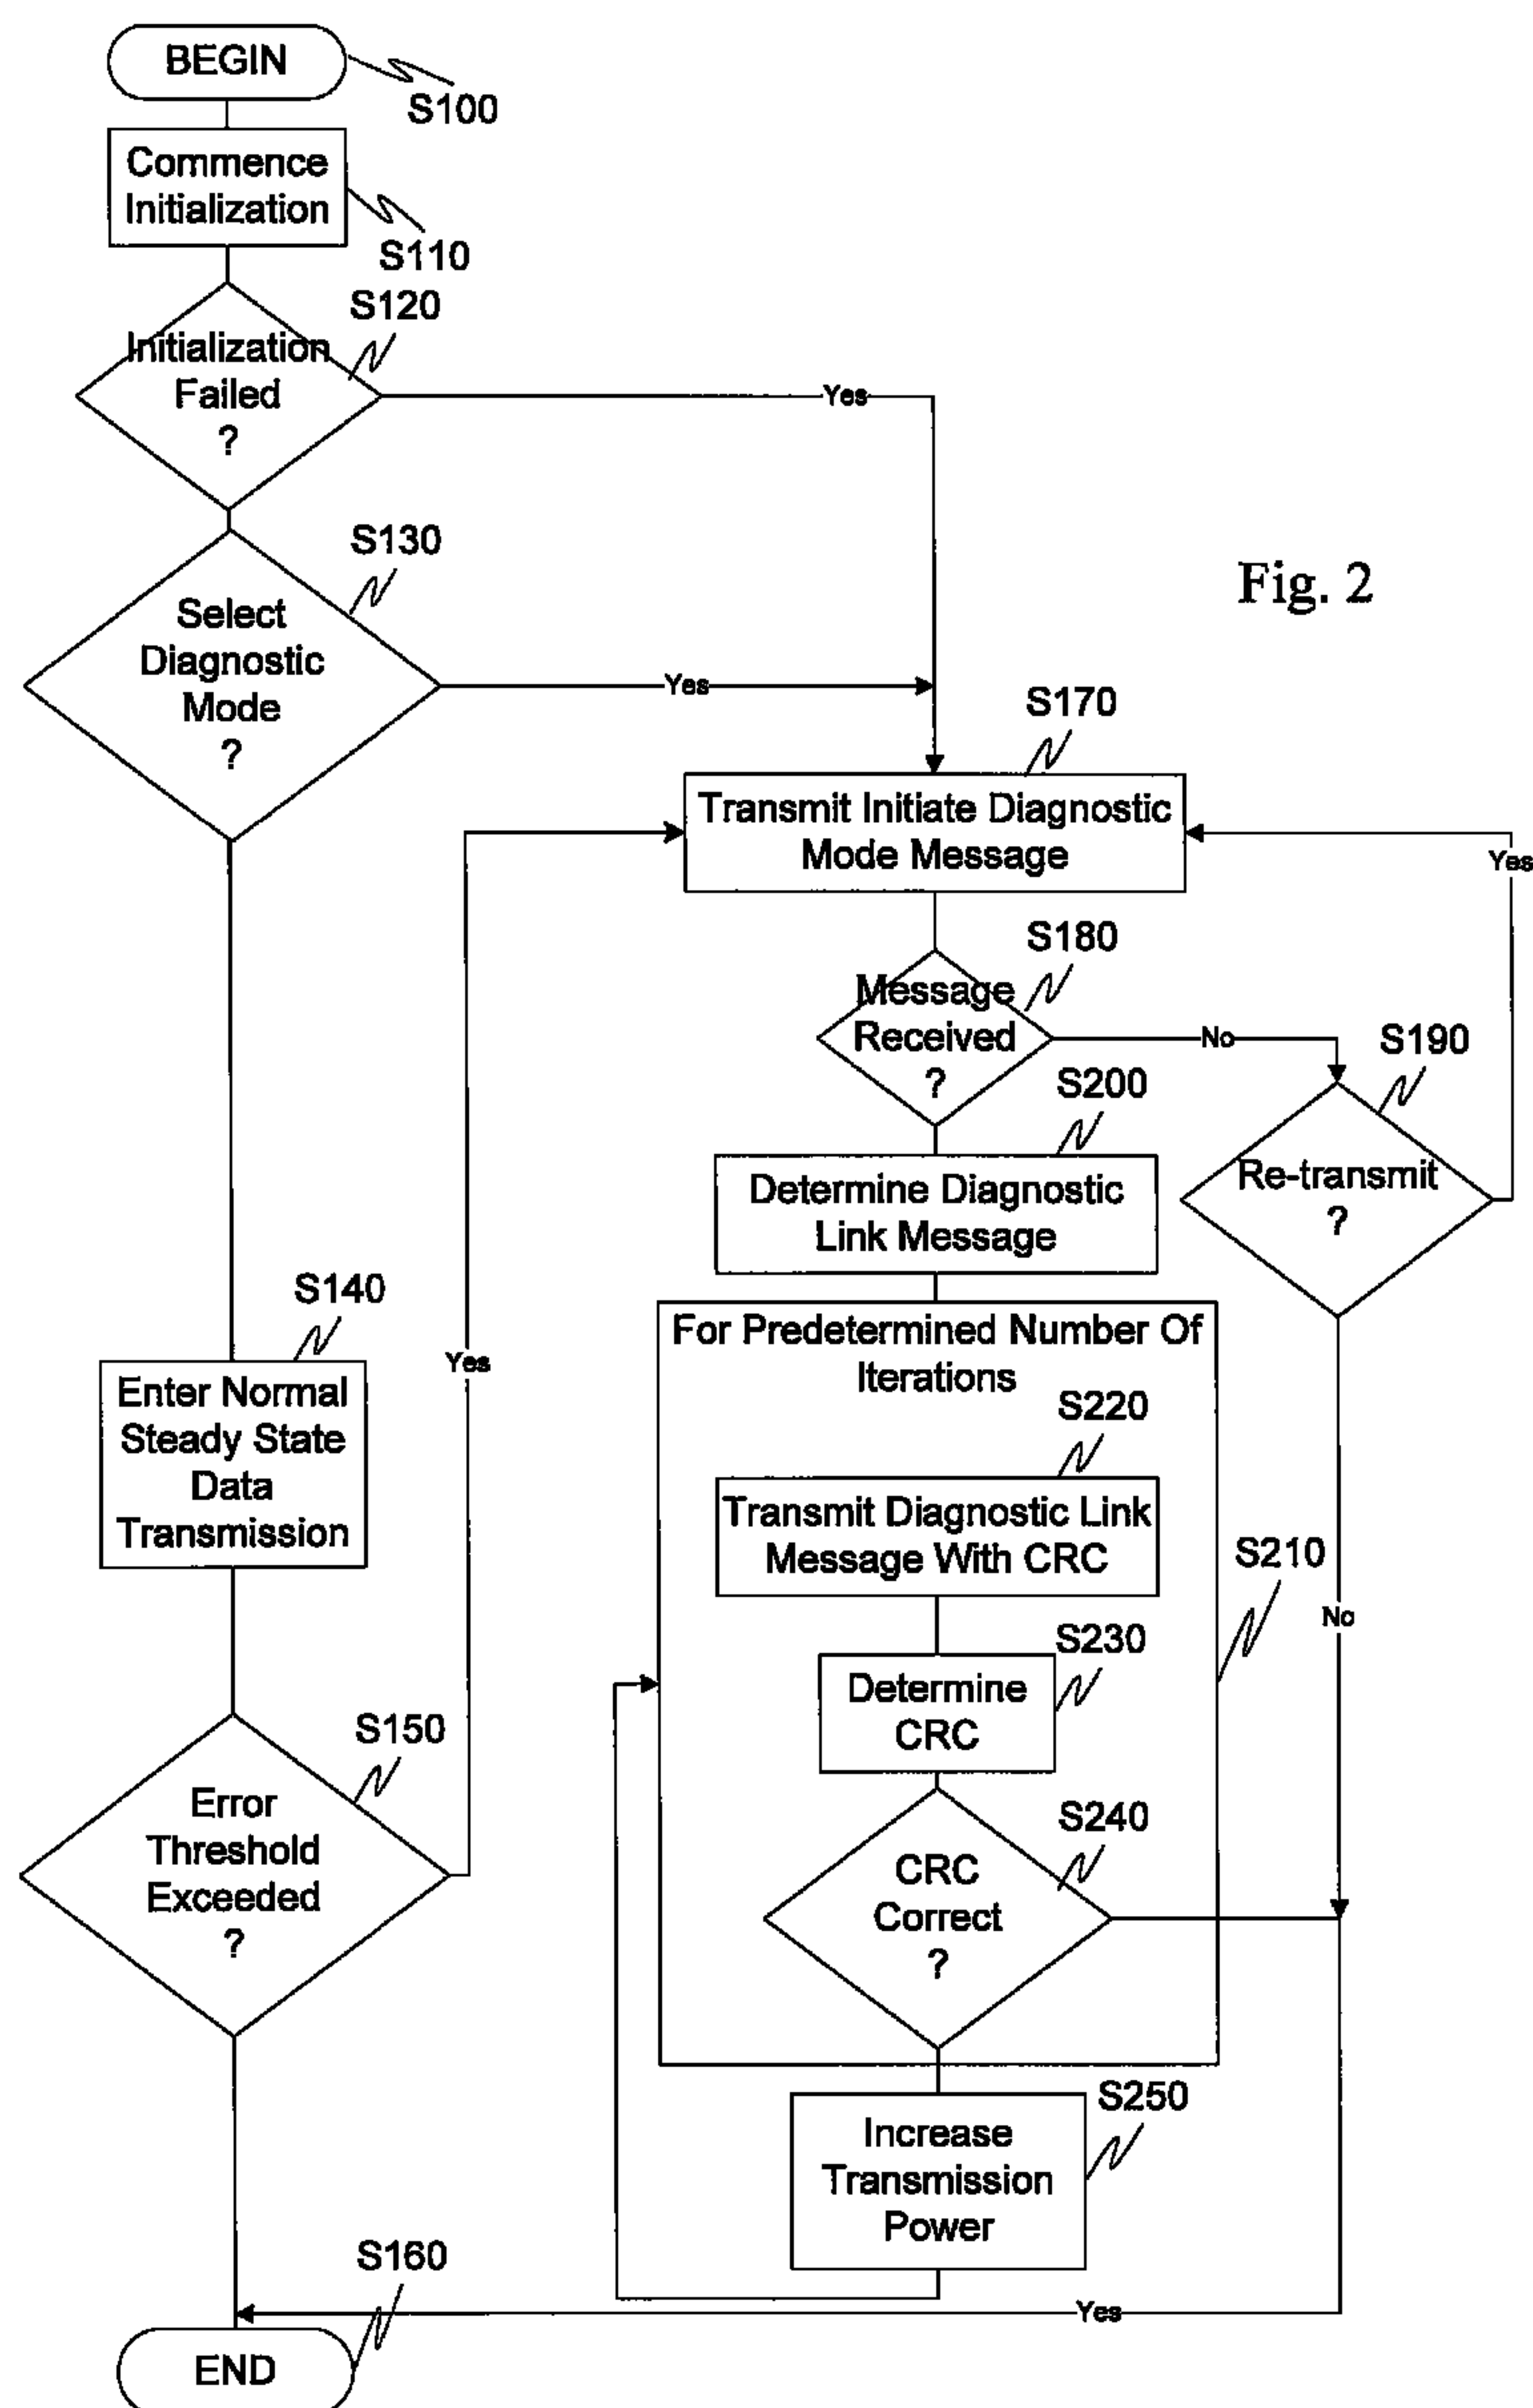 BEGIN
S100
Commence
Initialization
S110
S120
Initialization
Failed
?
Yes
S130
Select
Diagnostic
Mode
?
Yes
Fig. 2
S170
Transmit Initiate Diagnostic
Mode Message
Yes
S180
Message
Received
?
No
S190
Re-transmit
?
S200
Determine Diagnostic
Link Message
S140
Enter Normal
Steady State
Data
Transmission
Yes
For Predetermined Number Of
Iterations
S220
Transmit Diagnostic Link
Message With CRC
S210
No
S230
Determine
CRC
S150
Error
Threshold
Exceeded
?
S240
CRC
Correct
?
S250
Increase
Transmission
Power
S160
Yes
END